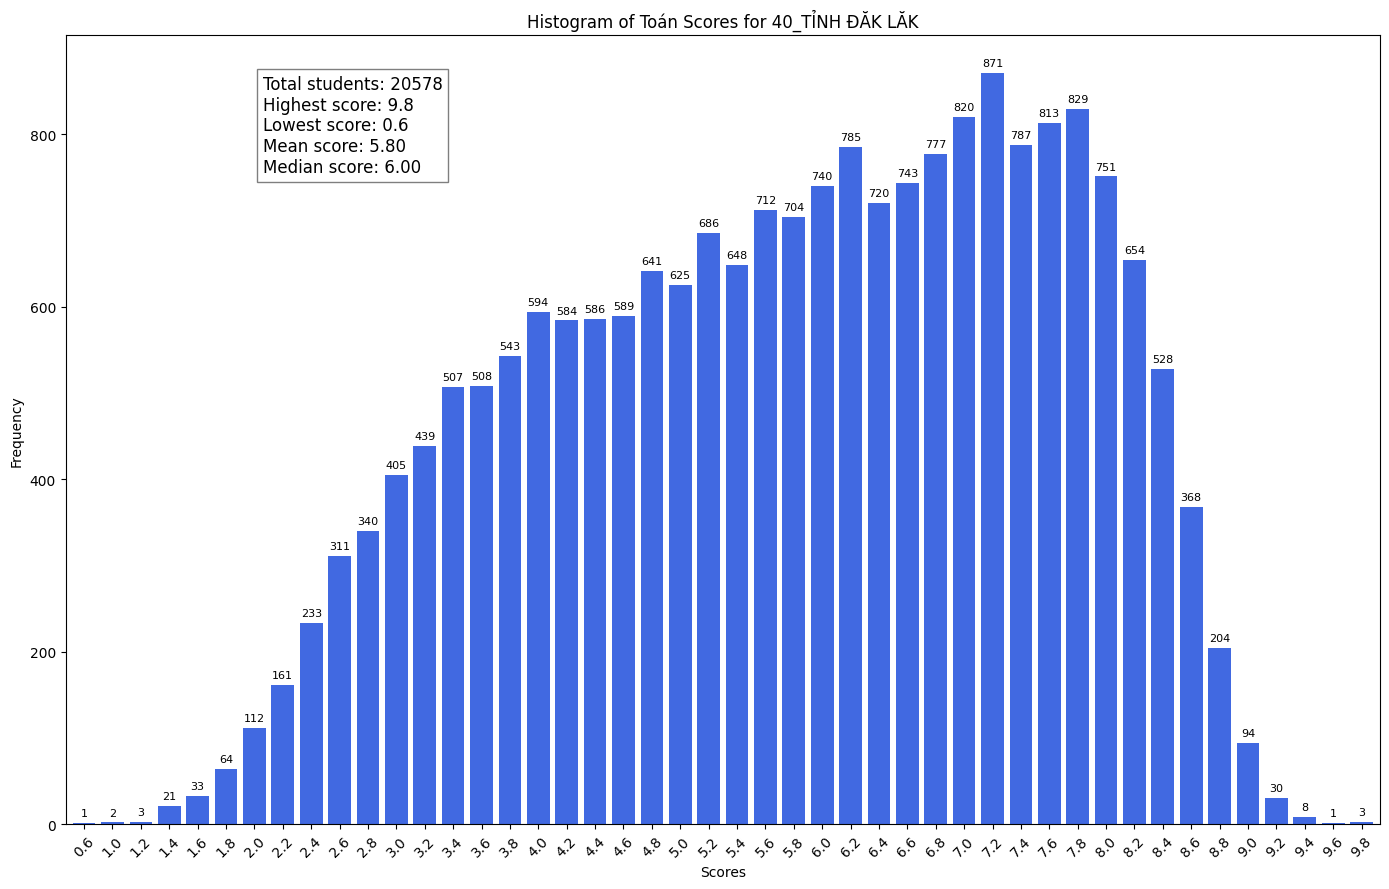 Histogram of Toán Scores for 40_TỈNH ĐĂK LĂK
Total students: 20578
Highest score: 9.8
Lowest score: 0.6
Mean score: 5.80
Median score: 6.00
Frequency
800
600
400
200
0
1 2 3 21 33 64 112 161 233 311 340 405 439 507 508 543 594 584 586 589 641 625 686 648 712 704 740 785 720 743 777 820 871 787 813 829 751 654 528 368 204 94 30 8 1 3
0.6 1.0 1.2 1.4 1.6 1.8 2.0 2.2 2.4 2.6 2.8 3.0 3.2 3.4 3.6 3.8 4.0 4.2 4.4 4.6 4.8 5.0 5.2 5.4 5.6 5.8 6.0 6.2 6.4 6.6 6.8 7.0 7.2 7.4 7.6 7.8 8.0 8.2 8.4 8.6 8.8 9.0 9.2 9.4 9.6 9.8
Scores